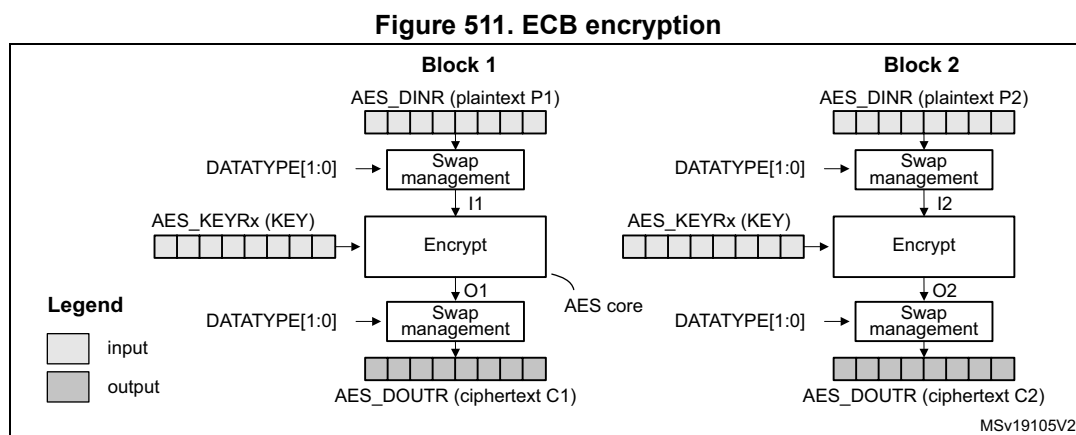 Figure 511. ECB encryption
Block 1
AES_DINR (plaintext P1)
DATATYPE[1:0]
Swap
management
I1
AES_KEYRx (KEY)
Encrypt
AES core
O1
DATATYPE[1:0]
Swap
management
AES_DOUTR (ciphertext C1)
Block 2
AES_DINR (plaintext P2)
DATATYPE[1:0]
Swap
management
I2
AES_KEYRx (KEY)
Encrypt
O2
DATATYPE[1:0]
Swap
management
AES_DOUTR (ciphertext C2)
Legend
input
output
MSv19105V2